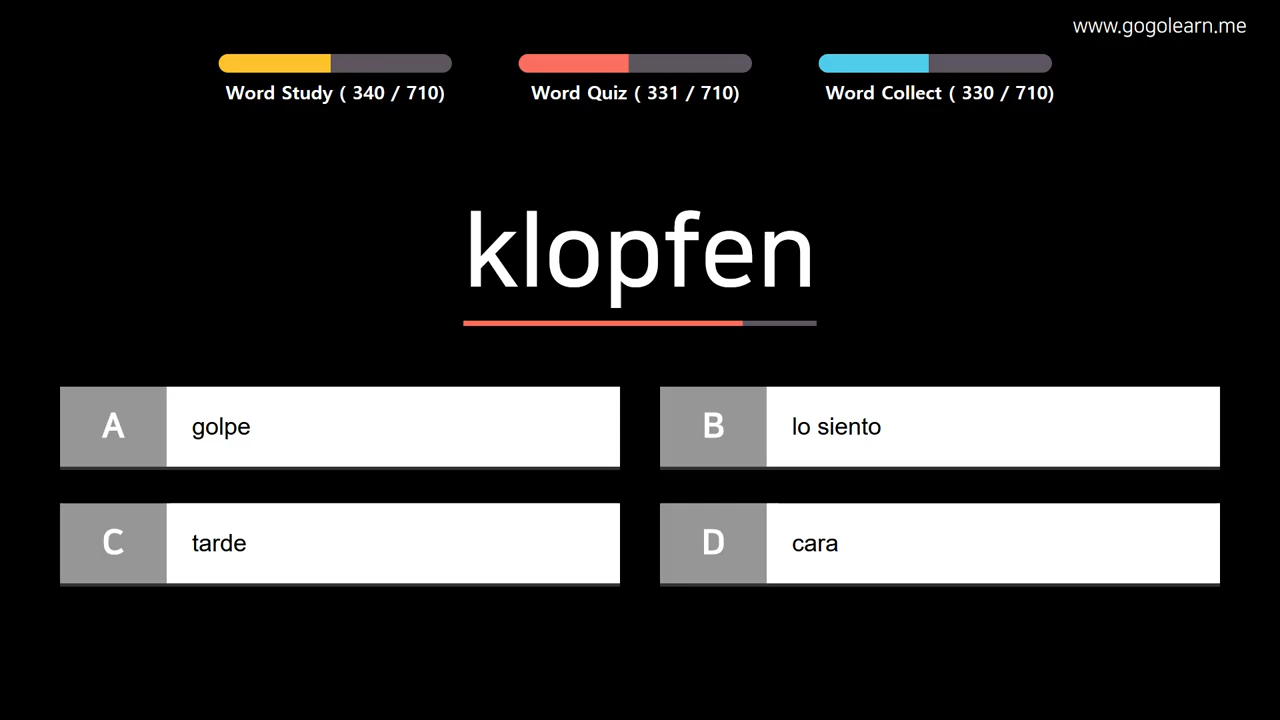 www.gogolearn.me
Word Study ( 340 / 710)
Word Quiz ( 331 / 710)
Word Collect ( 330 / 710)
klopfen
A golpe
B lo siento
C tarde
D cara